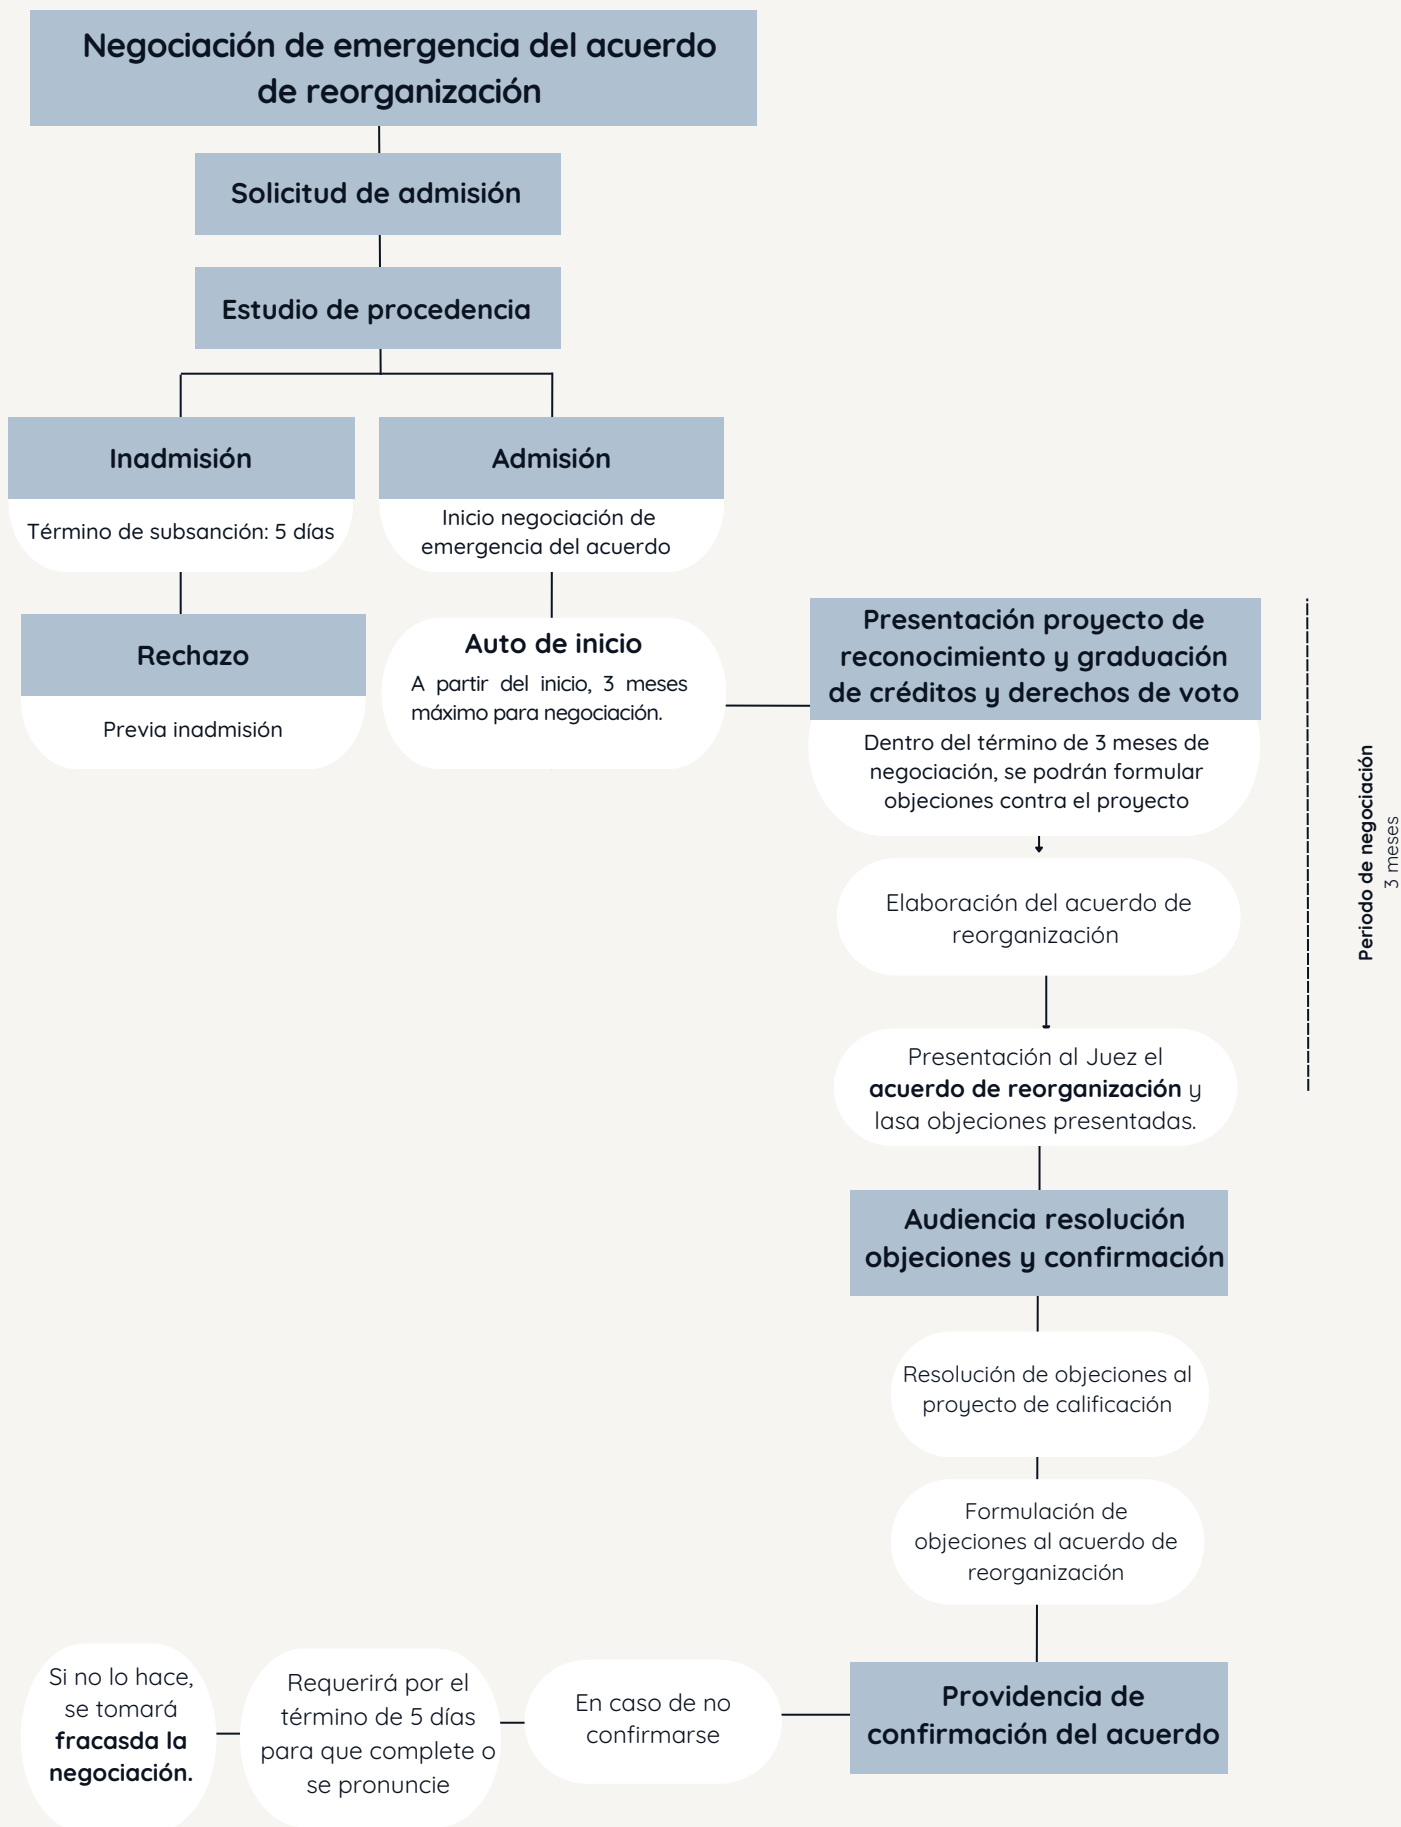 Negociación de emergencia del acuerdo
de reorganización
Solicitud de admisión
Estudio de procedencia
Inadmisión
Término de subsanción: 5 días
Rechazo
Previa inadmisión
Admisión
Inicio negociación de
emergencia del acuerdo
Auto de inicio
A partir del inicio, 3 meses
máximo para negociación.
Presentación proyecto de
reconocimiento y graduación
de créditos y derechos de voto
Dentro del término de 3 meses de
negociación, se podrán formular
objeciones contra el proyecto
Elaboración del acuerdo de
reorganización
Presentación al Juez el
acuerdo de reorganización y
lasa objeciones presentadas.
Periodo de negociación
3 meses
Audiencia resolución
objeciones y confirmación
Resolución de objeciones al
proyecto de calificación
Formulación de
objeciones al acuerdo de
reorganización
Providencia de
confirmación del acuerdo
En caso de no
confirmarse
Requerirá por el
término de 5 días
para que complete o
se pronuncie
Si no lo hace,
se tomará
fracasda la
negociación.